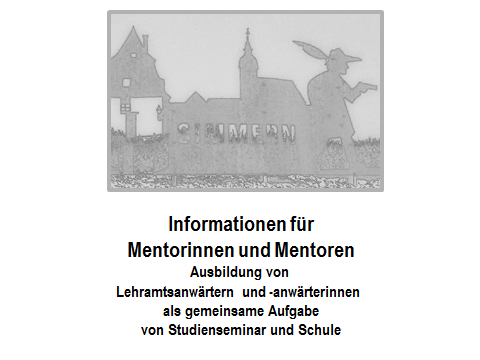 SIMMERN
Informationen für
Mentorinnen und Mentoren
Ausbildung von
Lehramtsanwärtern und -anwärterinnen
als gemeinsame Aufgabe
von Studienseminar und Schule